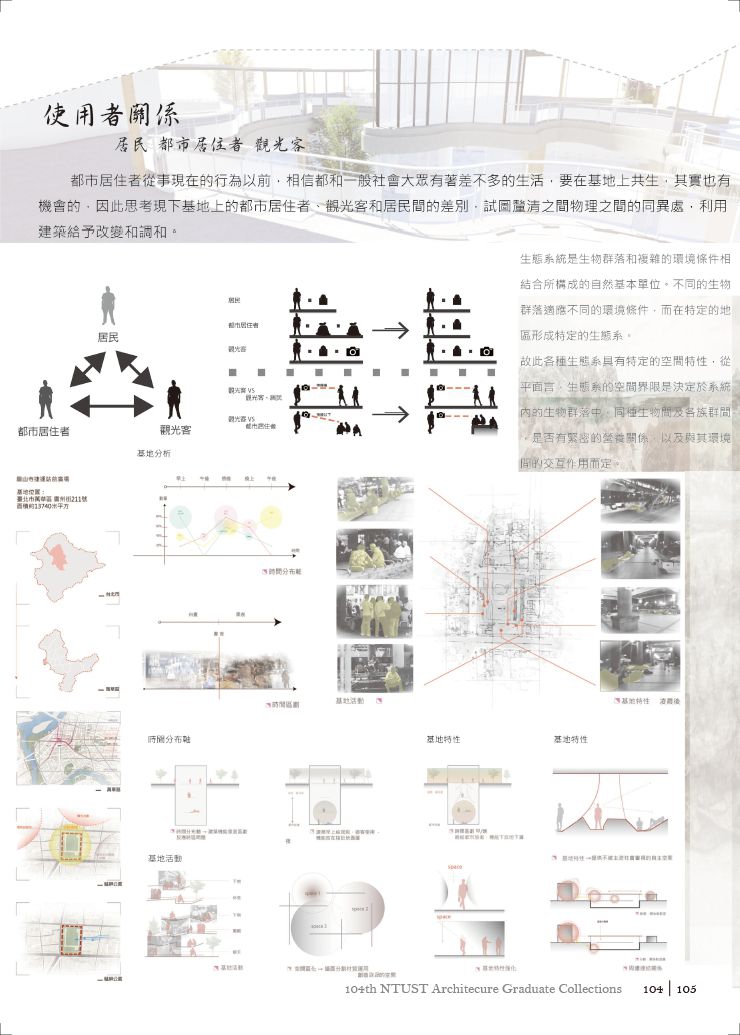 使用者關係
居民 都市居住者 觀光客
都市居住者從事現在的行為以前，相信都和一般社會大眾有著差不多的生活，要在基地上共生，其實也有
機會的，因此思考現下基地上的都市居住者、觀光客和居民間的差別，試圖釐清之間物理之間的同異處，利用
建築給予改變和調和。
生態系統是生物群落和複雜的環境條件相
結合所構成的自然基本單位。不同的生物
群落適應不同的環境條件，而在特定的地
區形成特定的生態系。
故此各種生態系具有特定的空間特性，從
平面言，生態系的空間界限是決定於系統
內的生物群落中，同種生物間及各族群間
，是否有緊密的營養關係，以及與其環境
間的交互作用而定。
居民
都市居住者
觀光客
基地分析
居民
都市居住者
觀光客
觀光客 VS
觀光客、居民
觀光客 VS
都市居住者
龍山寺捷運站前廣場
基地位置：
臺北市萬華區 廣州街211號
面積約13740米平方
台北市
萬華區
萬華區
艋舺公園
艋舺公園
早上 午後 傍晚 晚上 午夜
時間
時間分布軸
白晝 黑夜
時間區劃
基地活動
基地特性 凌晨後
時間分布軸
基地特性
基地特性
基地活動
基地活動
space 1
space 2
space 3
space
space
基地特性強化
104th NTUST Architecure Graduate Collections 104 | 105